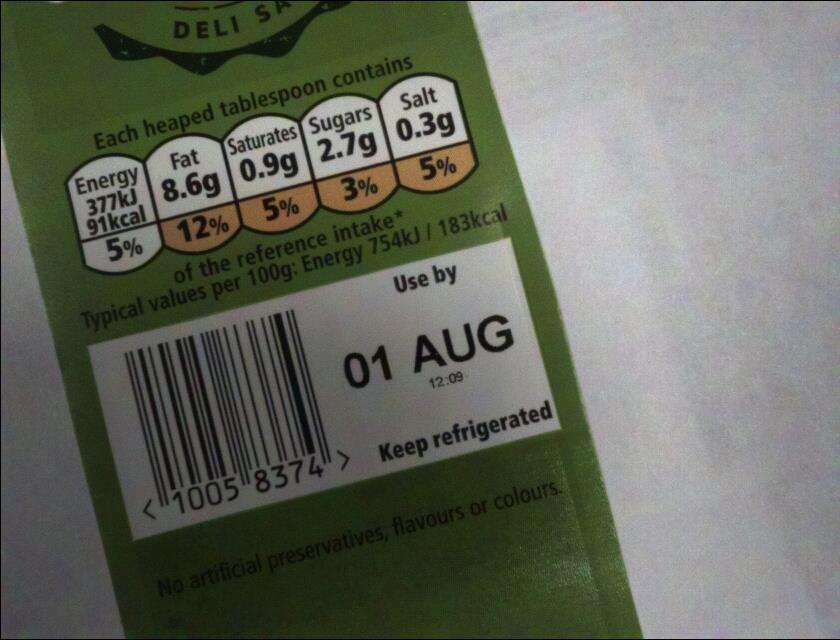 DELI SA
Each heaped tablespoon contains
Energy 377kJ 91kcal 5%
Fat 8.6g 12%
Saturates 0.9g 5%
Sugars 2.7g 3%
Salt 0.3g 5%
of the reference intake*
Typical values per 100g: Energy 754kJ / 183kcal
Use by
01 AUG
12:09
Keep refrigerated
< 1005 8374 >
No artificial preservatives, flavours or colours.